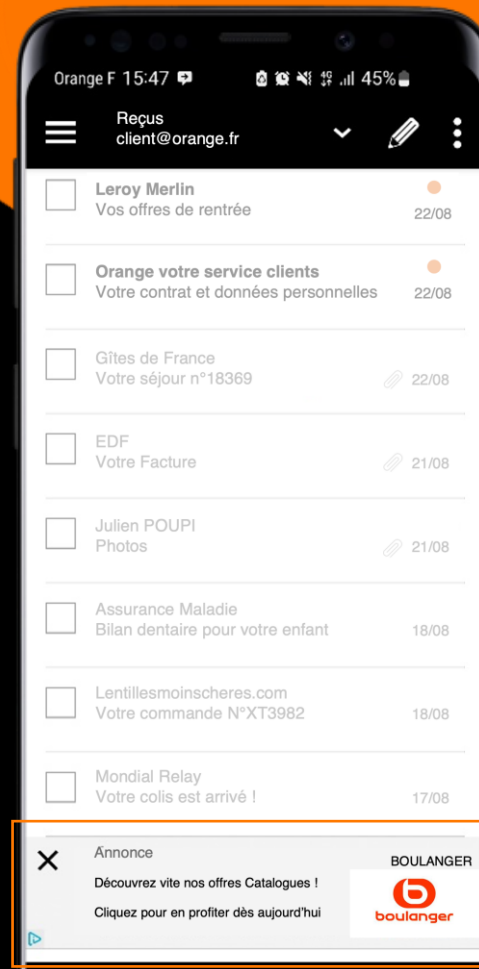 Orange F 15:47 45%
Reçus
client@orange.fr
Leroy Merlin
Vos offres de rentrée
22/08
Orange votre service clients
Votre contrat et données personnelles 22/08
Gîtes de France
Votre séjour n°18369 22/08
EDF
Votre Facture 21/08
Julien POUPI
Photos 21/08
Assurance Maladie
Bilan dentaire pour votre enfant 18/08
Lentillesmoinscheres.com
Votre commande N°XT3982 18/08
Mondial Relay
Votre colis est arrivé ! 17/08
Annonce
BOULANGER
Découvrez vite nos offres Catalogues !
Cliquez pour en profiter dès aujourd'hui
boulanger